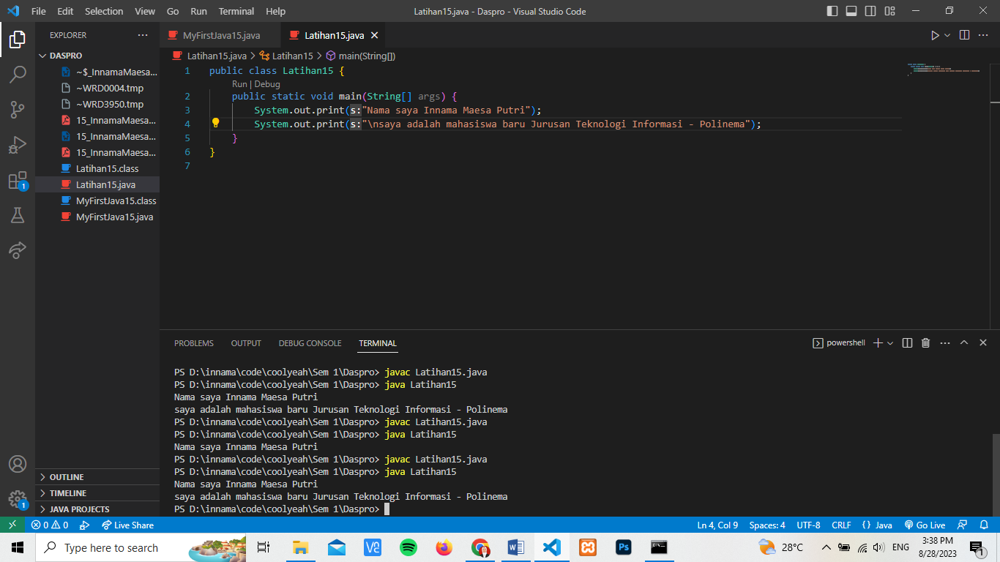 File Edit Selection View Go Run Terminal Help
Latihan15.java - Daspro - Visual Studio Code
EXPLORER
DASPRO
~$_InnamaMaesa...
~WRD0004.tmp
~WRD3950.tmp
15_InnamaMaesa...
15_InnamaMaesa...
15_InnamaMaesa...
Latihan15.class
Latihan15.java
MyFirstJava15.class
MyFirstJava15.java
OUTLINE
TIMELINE
JAVA PROJECTS
MyFirstJava15.java Latihan15.java
Latihan15.java > Latihan15 > main(String[])
1 public class Latihan15 {
Run | Debug
2 public static void main(String[] args) {
3 System.out.print(s:"Nama saya Innama Maesa Putri");
4 System.out.print(s:"\nsaya adalah mahasiswa baru Jurusan Teknologi Informasi - Polinema");
5 }
6 }
7
PROBLEMS OUTPUT DEBUG CONSOLE TERMINAL
powershell
PS D:\innama\code\coolyeah\Sem 1\Daspro> javac Latihan15.java
PS D:\innama\code\coolyeah\Sem 1\Daspro> java Latihan15
Nama saya Innama Maesa Putri
saya adalah mahasiswa baru Jurusan Teknologi Informasi - Polinema
PS D:\innama\code\coolyeah\Sem 1\Daspro> javac Latihan15.java
PS D:\innama\code\coolyeah\Sem 1\Daspro> java Latihan15
Nama saya Innama Maesa Putri
PS D:\innama\code\coolyeah\Sem 1\Daspro> javac Latihan15.java
PS D:\innama\code\coolyeah\Sem 1\Daspro> java Latihan15
Nama saya Innama Maesa Putri
saya adalah mahasiswa baru Jurusan Teknologi Informasi - Polinema
PS D:\innama\code\coolyeah\Sem 1\Daspro>
1
1
0 0 Live Share
Ln 4, Col 9 Spaces: 4 UTF-8 CRLF {} Java Go Live
Type here to search
Ps
28°C
ENG
3:38 PM
8/28/2023
1